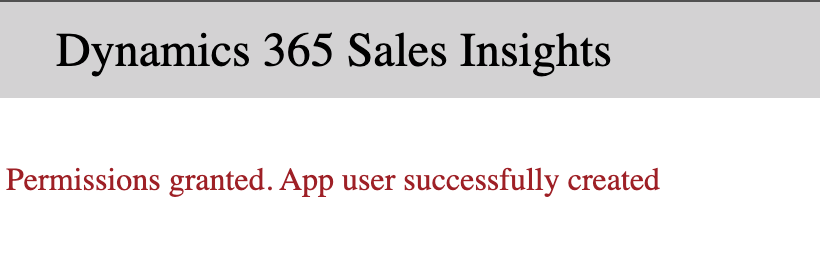 Dynamics 365 Sales Insights
Permissions granted. App user successfully created